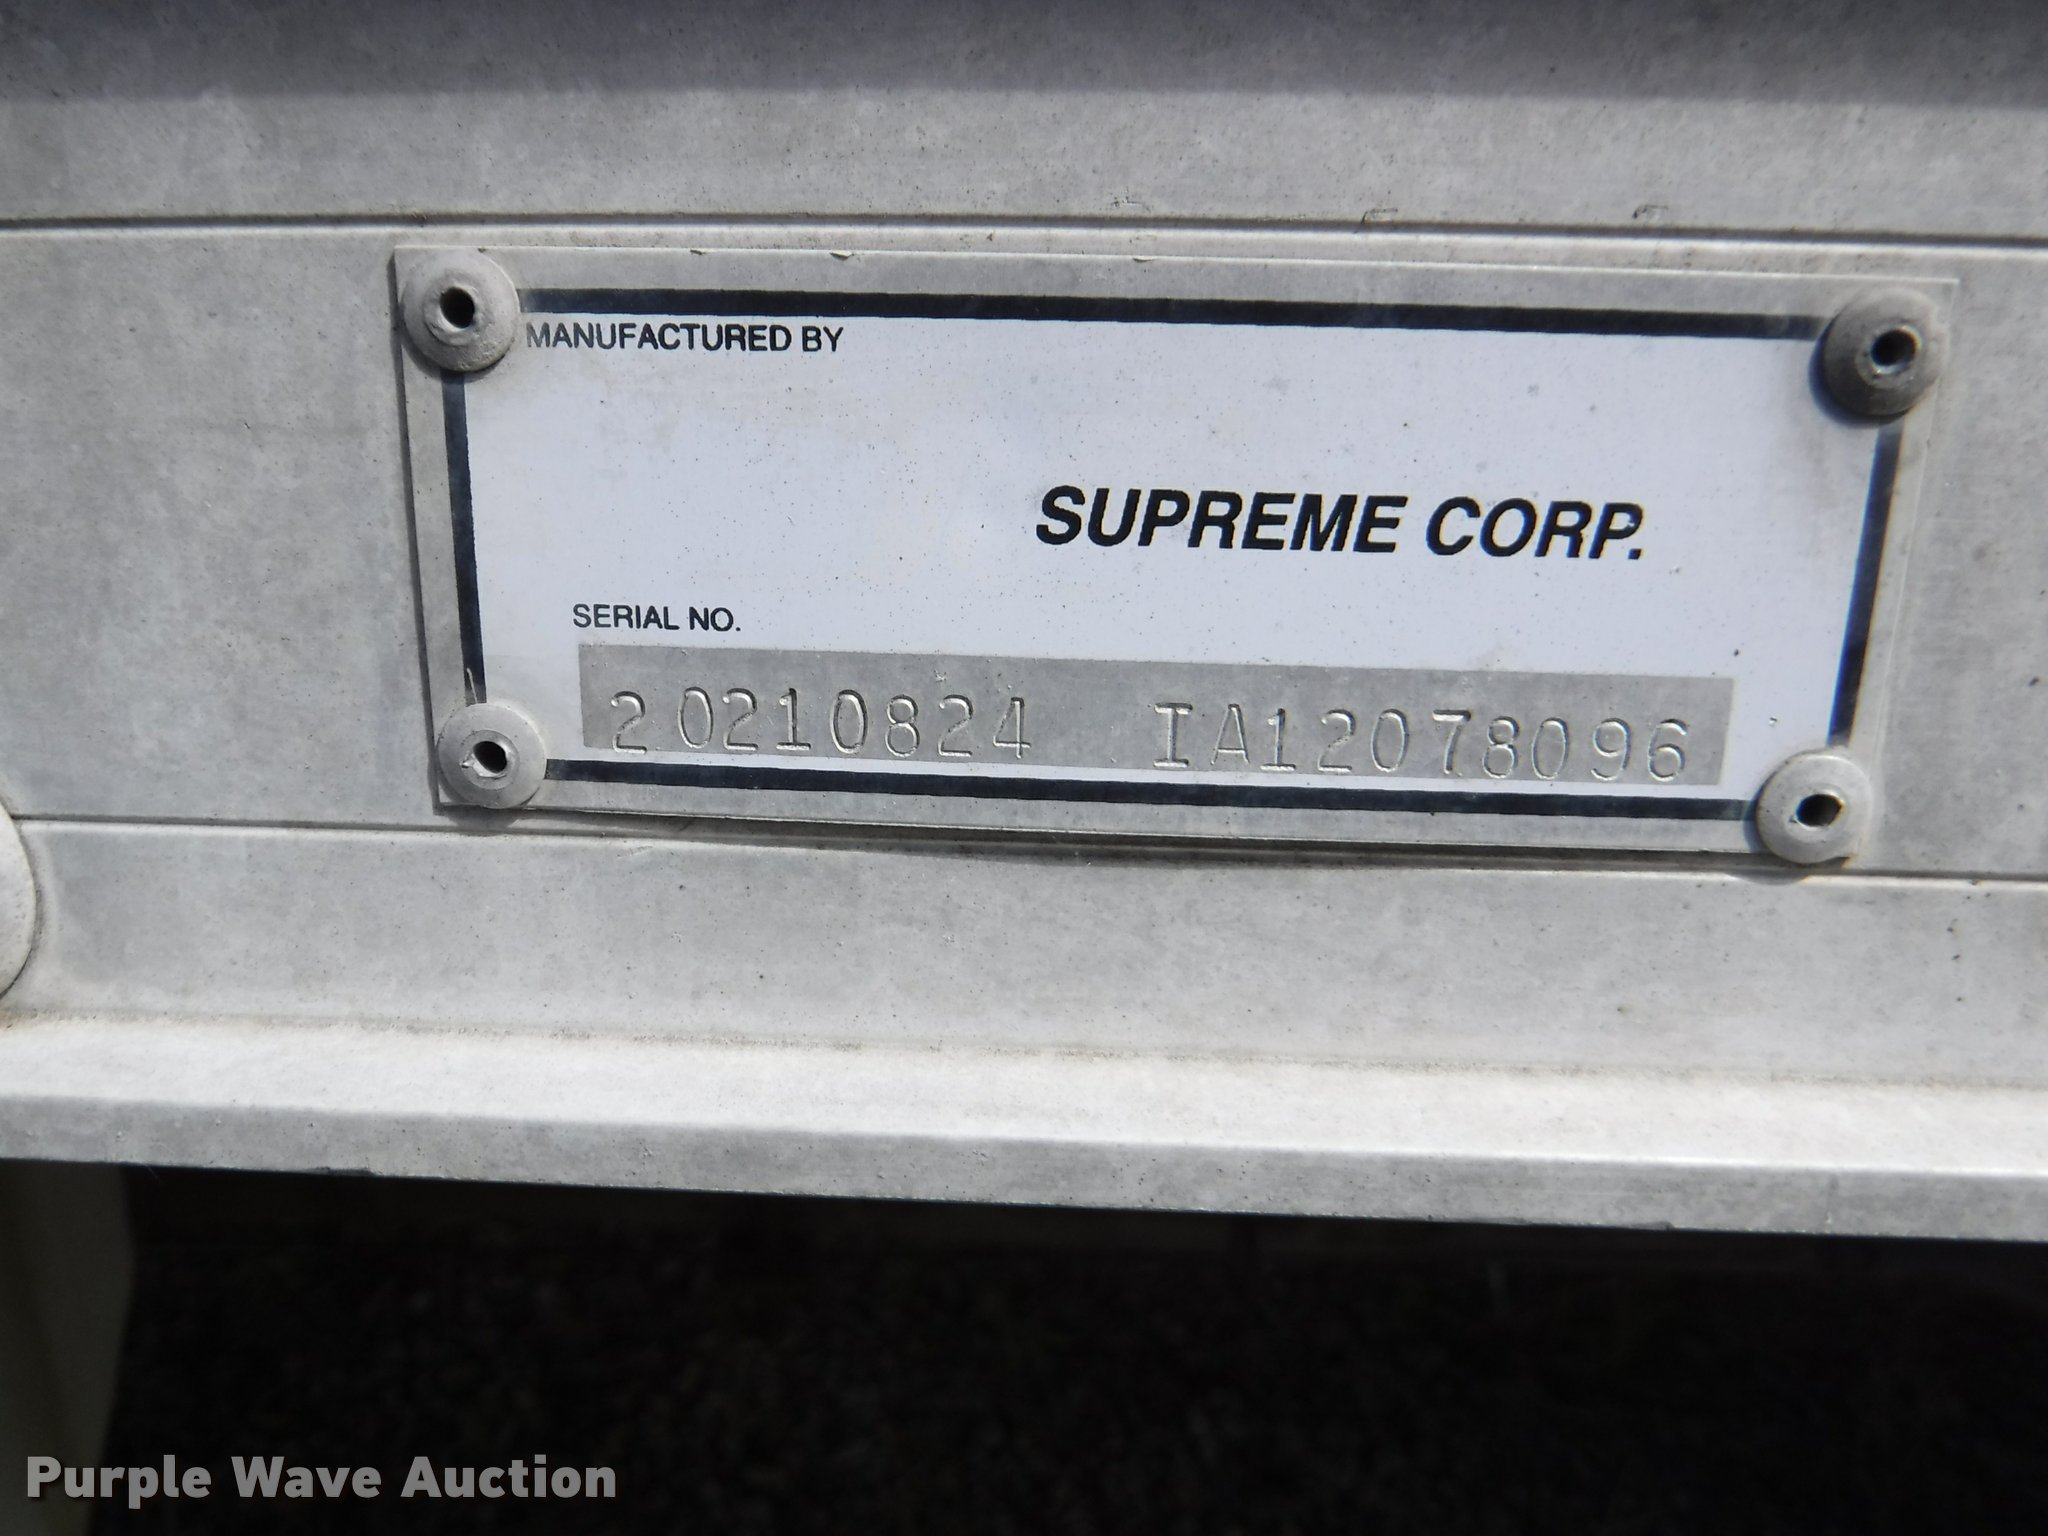 MANUFACTURED BY
SUPREME CORP.
SERIAL NO.
20210824 IA12078096
Purple Wave Auction